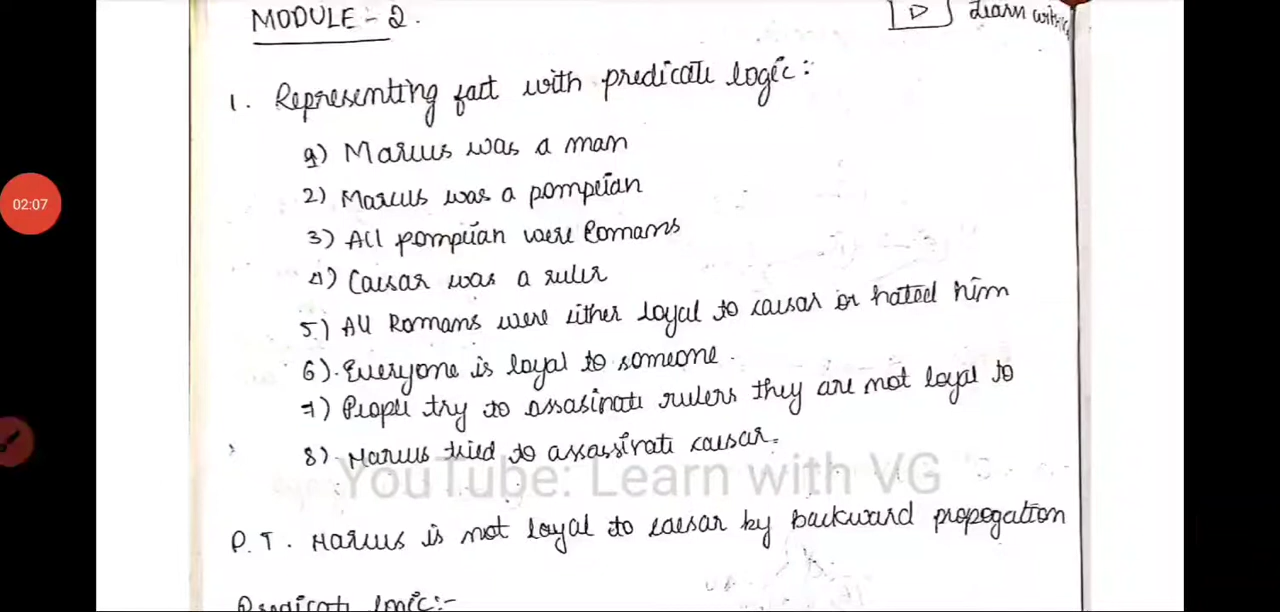 MODULE - 2.
Learn with
1. Representing fact with predicate logic :-
1) Marcus was a man
2) Marcus was a pompeian
3) All pompeian were Romans
4) Caesar was a ruler
5) All Romans were either loyal to caesar or hated him
6). Everyone is loyal to someone.
7) People try to assasinate rulers they are not loyal to
8). Marcus tried to assassinate caesar.
YouTube: Learn with VG
P.T. Marcus is not loyal to caesar by backward propogation
Predicate logic:-
02:07